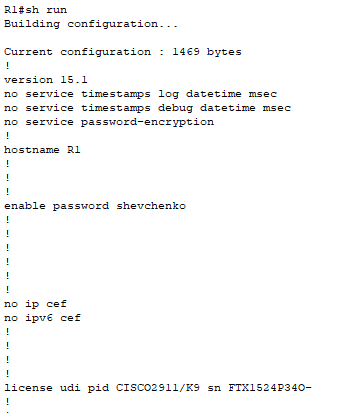 R1#sh run
Building configuration...
Current configuration : 1469 bytes
!
version 15.1
no service timestamps log datetime msec
no service timestamps debug datetime msec
no service password-encryption
!
hostname R1
!
!
!
enable password shevchenko
!
!
!
!
!
!
no ip cef
no ipv6 cef
!
!
!
!
license udi pid CISCO2911/K9 sn FTX1524P34O-
!
!